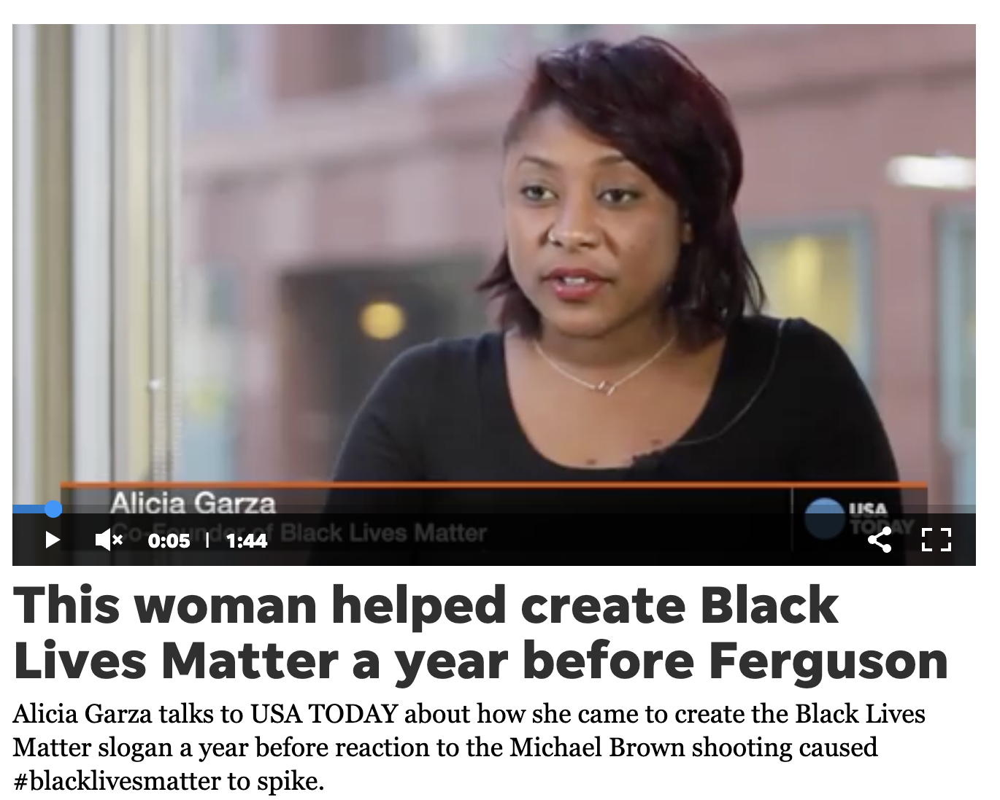 Alicia Garza
Co-Founder of Black Lives Matter
USA
TODAY
0:05 | 1:44
This woman helped create Black
Lives Matter a year before Ferguson
Alicia Garza talks to USA TODAY about how she came to create the Black Lives
Matter slogan a year before reaction to the Michael Brown shooting caused
#blacklivesmatter to spike.